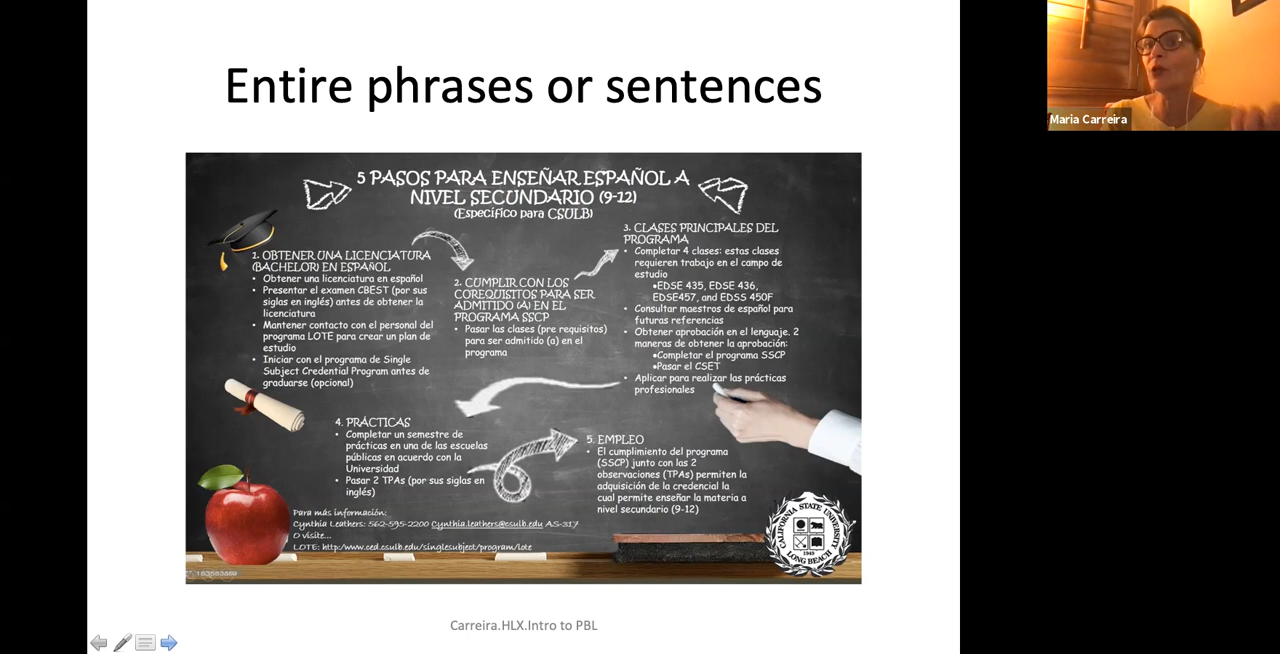 Entire phrases or sentences
Maria Carreira
5 PASOS PARA ENSEÑAR ESPAÑOL A
NIVEL SECUNDARIO (9-12)
(Específico para CSULB)
1. OBTENER UNA LICENCIATURA
(BACHELOR) EN ESPAÑOL
• Obtener una licenciatura en español
• Presentar el examen CBEST (por sus
siglas en inglés) antes de obtener la
licenciatura
• Mantener contacto con el personal del
programa LOTE para crear un plan de
estudio
• Iniciar con el programa de Single
Subject Credential Program antes de
graduarse (opcional)
2. CUMPLIR CON LOS
COREQUISITOS PARA SER
ADMITIDO (A) EN EL
PROGRAMA SSCP
• Pasar las clases (pre requisitos)
para ser admitido (a) en el
programa
3. CLASES PRINCIPALES DEL
PROGRAMA
• Completar 4 clases: estas clases
requieren trabajo en el campo de
estudio
•EDSE 435, EDSE 436,
EDSE457, and EDSS 450F
• Consultar maestros de español para
futuras referencias
• Obtener aprobación en el lenguaje. 2
maneras de obtener la aprobación:
•Completar el programa SSCP
•Pasar el CSET
• Aplicar para realizar las prácticas
profesionales
4. PRÁCTICAS
• Completar un semestre de
prácticas en una de las escuelas
públicas en acuerdo con la
Universidad
• Pasar 2 TPAs (por sus siglas en
inglés)
5. EMPLEO
• El cumplimiento del programa
(SSCP) junto con las 2
observaciones (TPAs) permiten la
adquisición de la credencial la
cual permite enseñar la materia a
nivel secundario (9-12)
Para más información:
Cynthia Leathers: 562-595-2200 Cynthia.leathers@csulb.edu AS-317
O visite...
LOTE: http:/www.ced.csulb.edu/singlesubject/program/lote
CALIFORNIA STATE UNIVERSITY
LONG BEACH
1949
Carreira.HLX.Intro to PBL